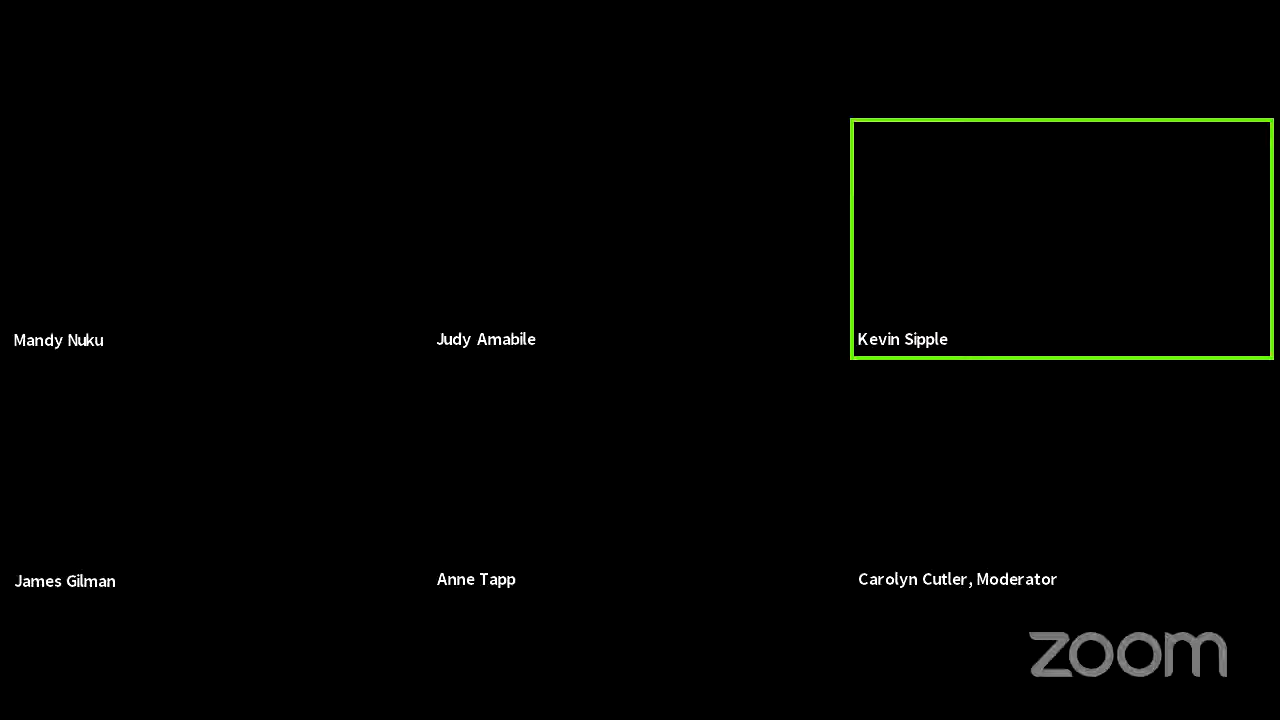 Mandy Nuku
Judy Amabile
Kevin Sipple
James Gilman
Anne Tapp
Carolyn Cutler, Moderator
zoom